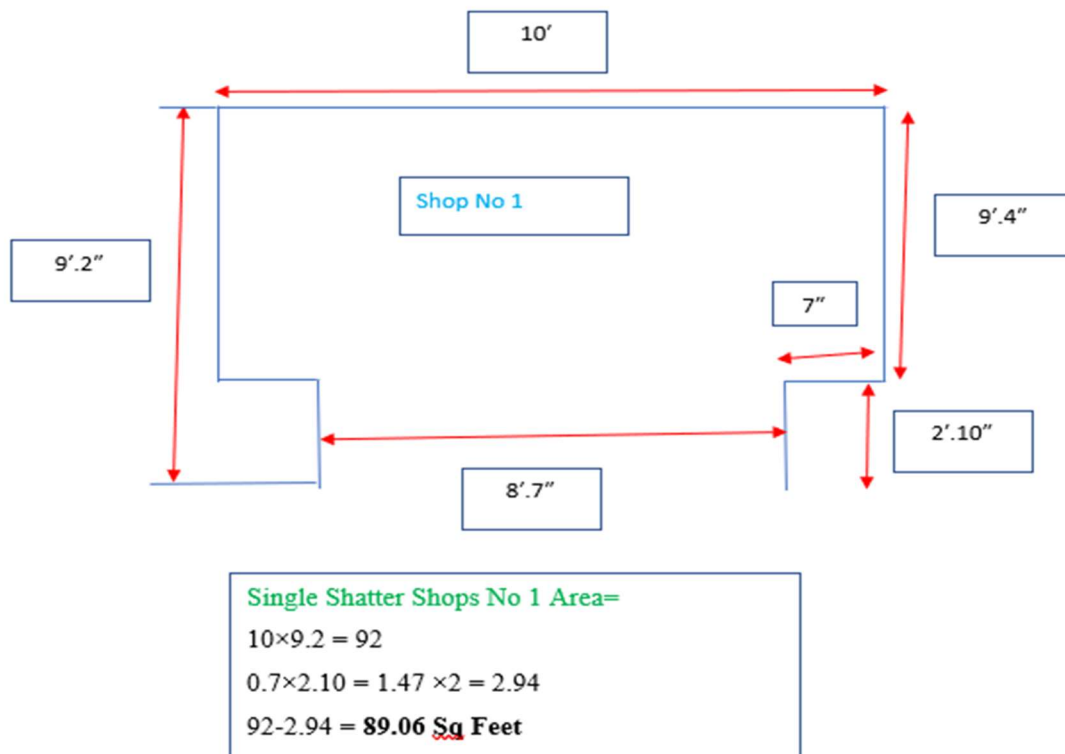 10′
Shop No 1
9′.4″
9′.2″
7″
2′.10″
8′.7″
Single Shatter Shops No 1 Area=
10×9.2 = 92
0.7×2.10 = 1.47 ×2 = 2.94
92-2.94 = 89.06 Sq Feet